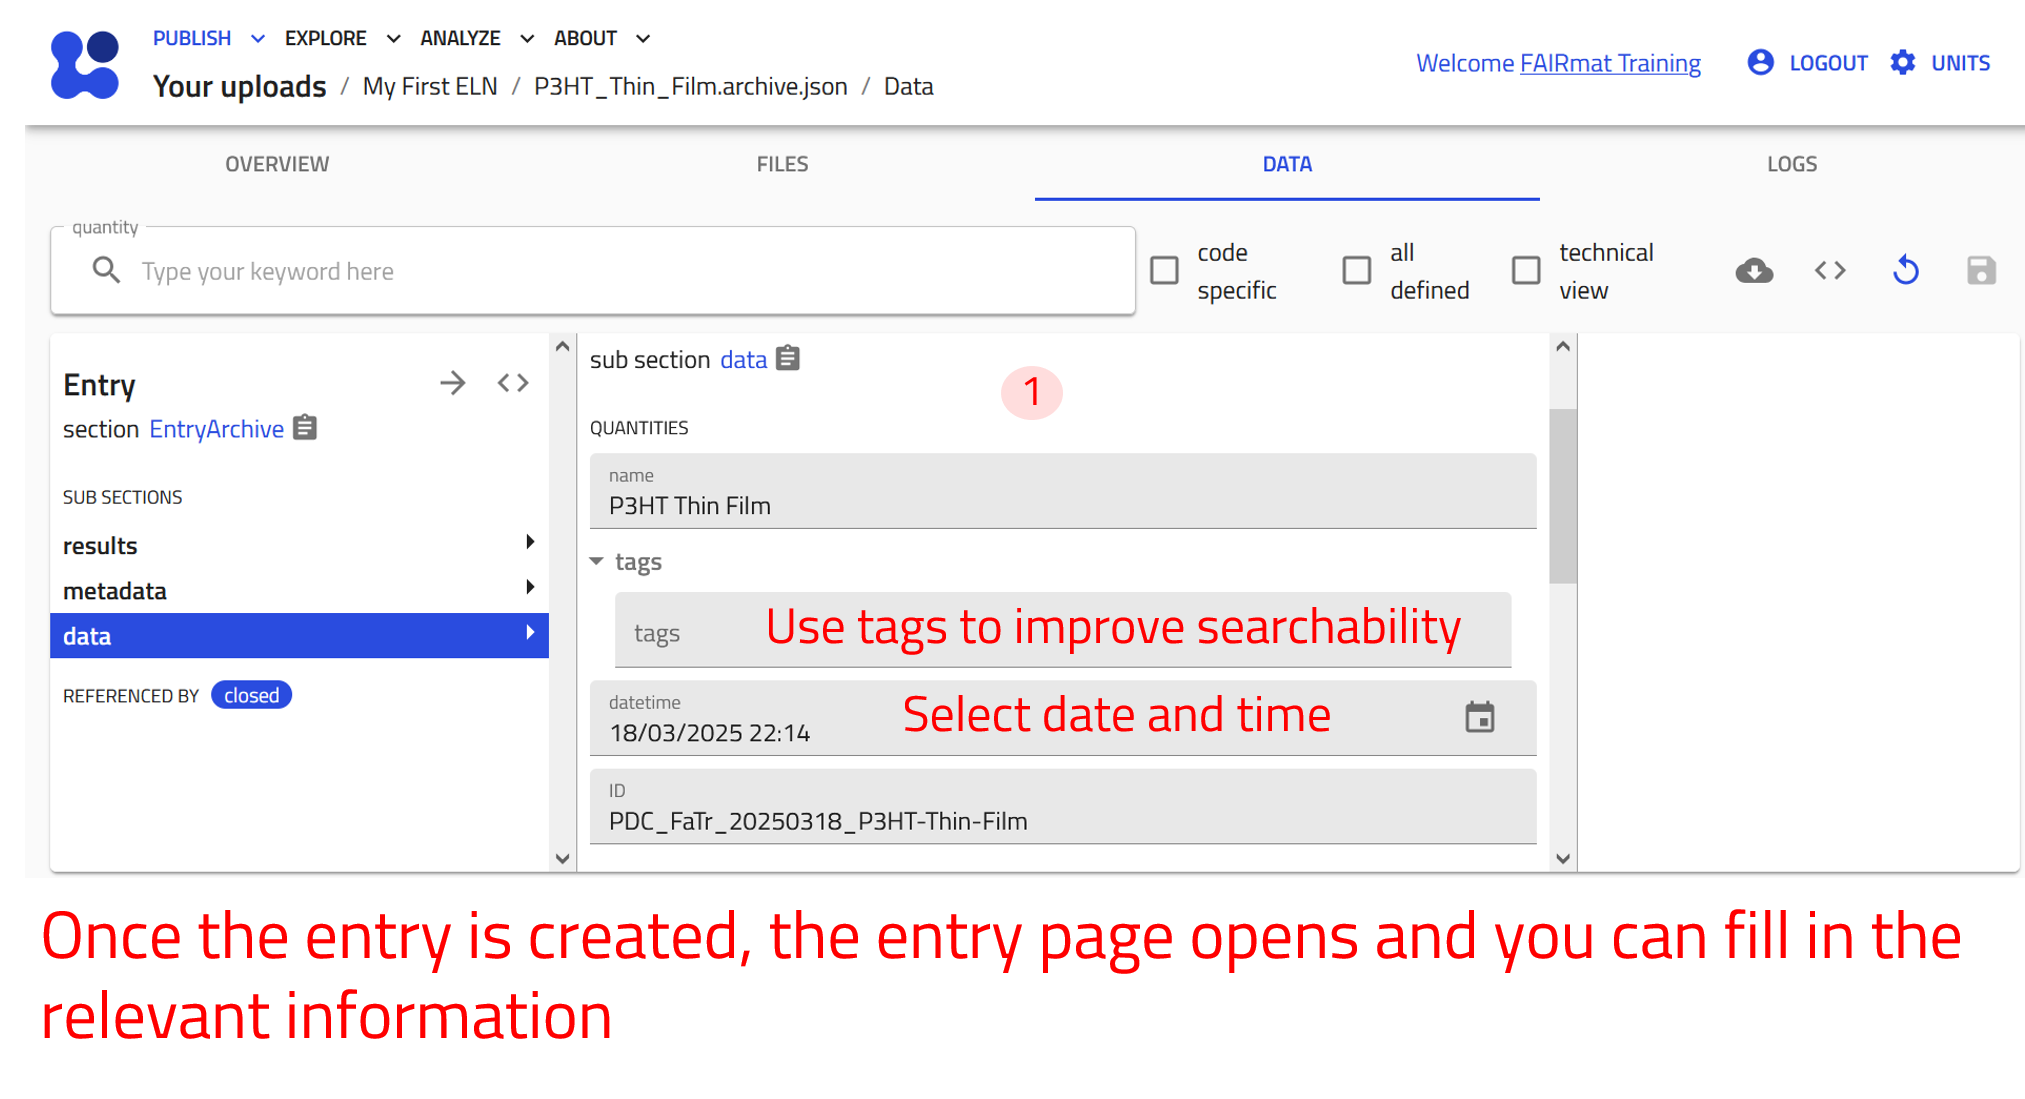 PUBLISH EXPLORE ANALYZE ABOUT
Your uploads / My First ELN / P3HT_Thin_Film.archive.json / Data
Welcome FAIRmat Training LOGOUT UNITS
OVERVIEW FILES DATA LOGS
quantity
Type your keyword here
code specific
all defined
technical view
Entry
section EntryArchive
SUB SECTIONS
results
metadata
data
REFERENCED BY closed
sub section data
1
QUANTITIES
name
P3HT Thin Film
tags
tags Use tags to improve searchability
datetime
18/03/2025 22:14 Select date and time
ID
PDC_FaTr_20250318_P3HT-Thin-Film
Once the entry is created, the entry page opens and you can fill in the
relevant information